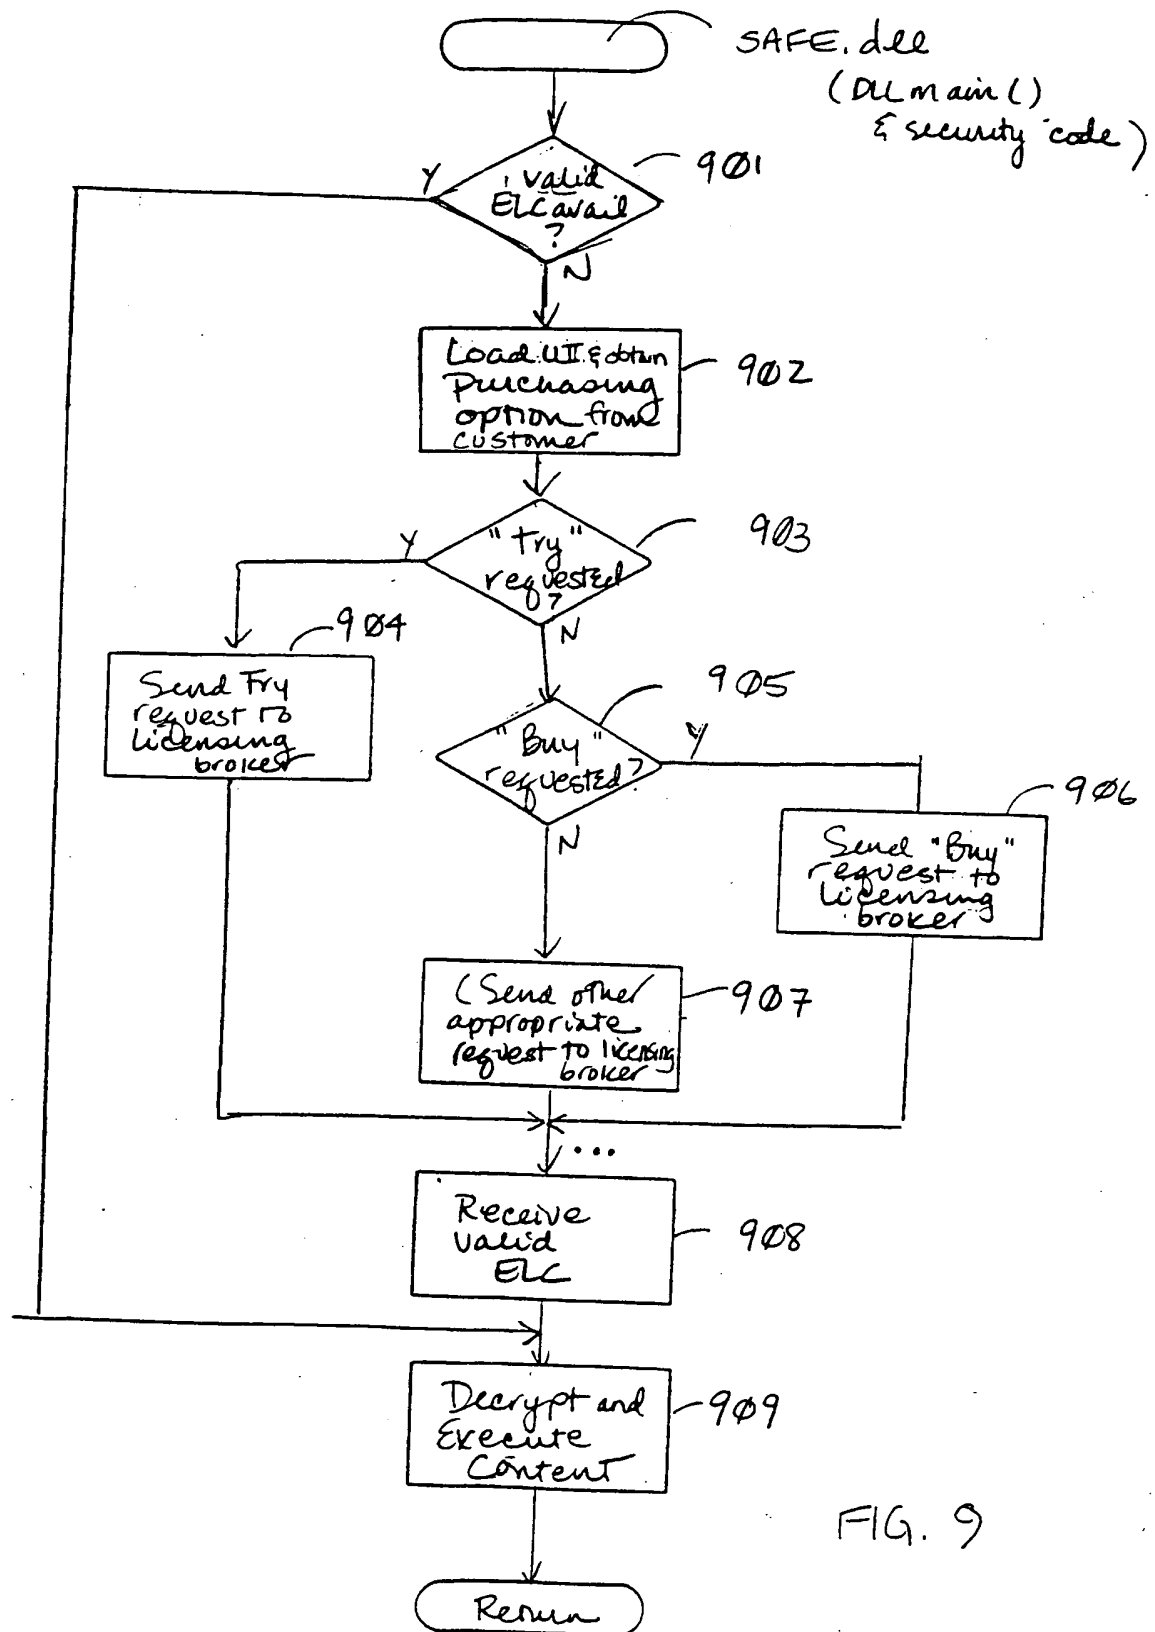 SAFE.dll
(DLLmain()
& security code)
Y
901
valid
ELC avail
?
N
Load UI & obtain
purchasing
option from
customer
902
Y
"Try"
requested
?
903
N
904
Send Try
request to
licensing
broker
905
"Buy"
requested?
Y
N
906
Send "Buy"
request to
licensing
broker
(Send other
appropriate
request to licensing
broker
907
...
Receive
valid
ELC
908
Decrypt and
Execute
Content
909
FIG. 9
Return